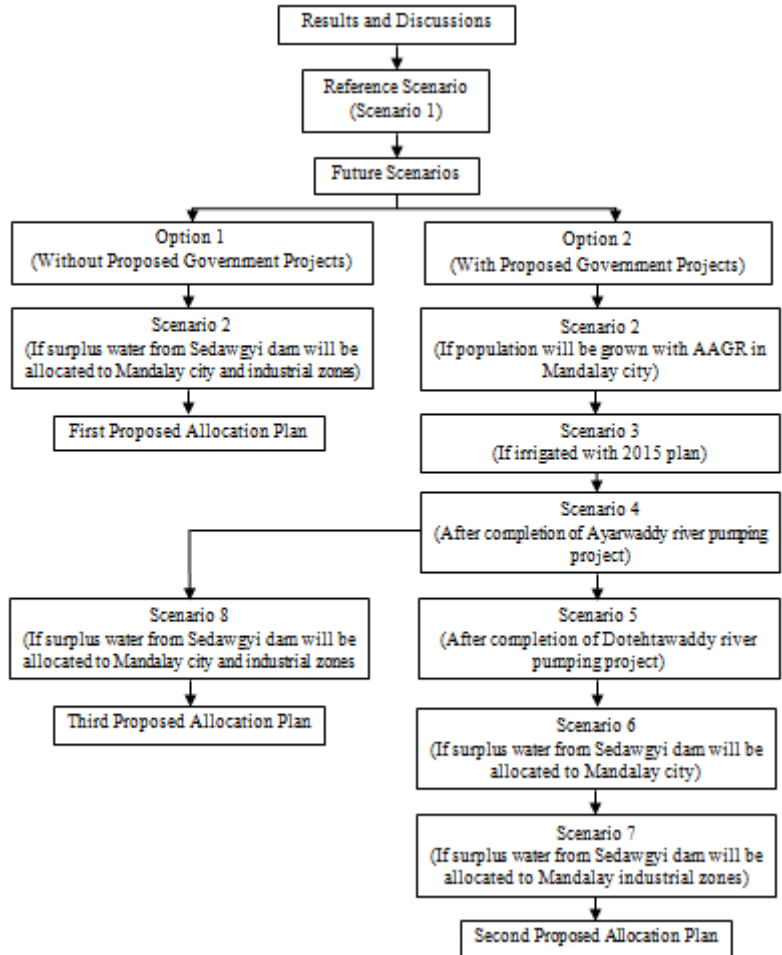 Results and Discussions
Reference Scenario
(Scenario 1)
Future Scenarios
Option 1
(Without Proposed Government Projects)
Option 2
(With Proposed Government Projects)
Scenario 2
(If surplus water from Sedawgyi dam will be
allocated to Mandalay city and industrial zones)
First Proposed Allocation Plan
Scenario 2
(If population will be grown with AAGR in
Mandalay city)
Scenario 3
(If irrigated with 2015 plan)
Scenario 4
(After completion of Ayarwaddy river pumping
project)
Scenario 8
(If surplus water from Sedawgyi dam will be
allocated to Mandalay city and industrial zones
Third Proposed Allocation Plan
Scenario 5
(After completion of Dotehtawaddy river
pumping project)
Scenario 6
(If surplus water from Sedawgyi dam will be
allocated to Mandalay city)
Scenario 7
(If surplus water from Sedawgyi dam will be
allocated to Mandalay industrial zones)
Second Proposed Allocation Plan